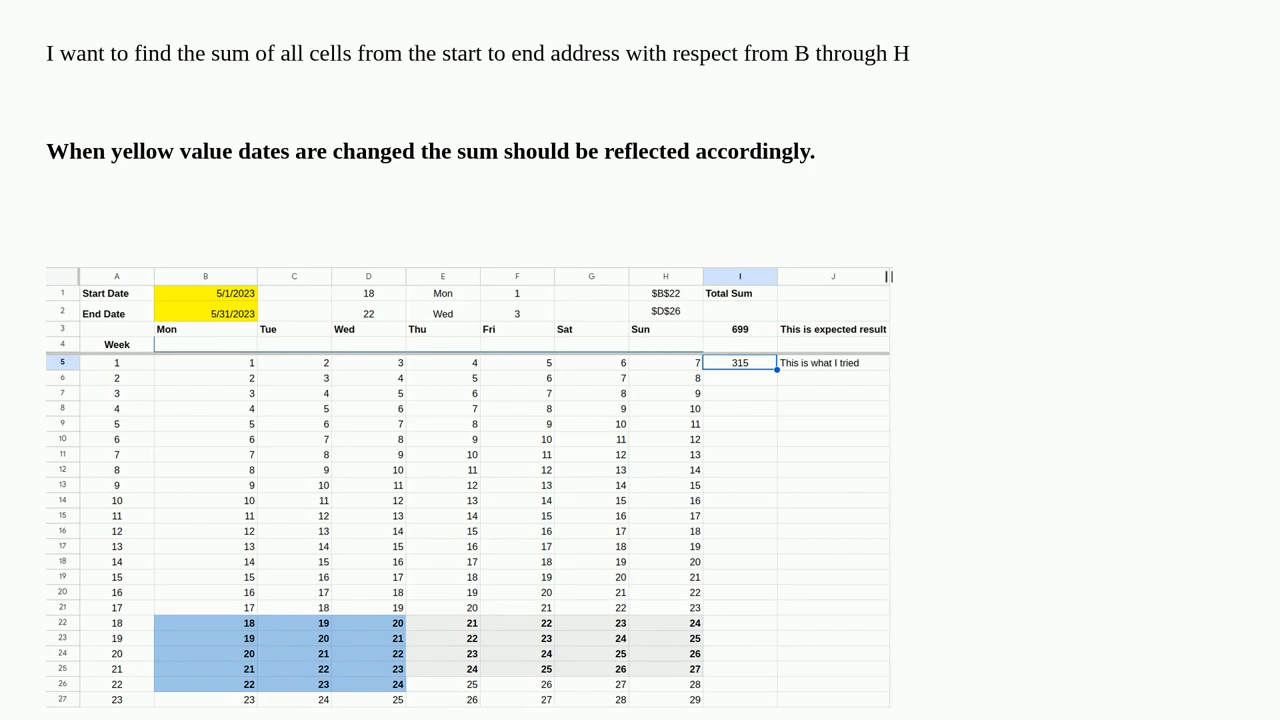 I want to find the sum of all cells from the start to end address with respect from B through H
When yellow value dates are changed the sum should be reflected accordingly.
A B C D E F G H I J
1 Start Date 5/1/2023 18 Mon 1 $B$22 Total Sum
2 End Date 5/31/2023 22 Wed 3 $D$26
3 Mon Tue Wed Thu Fri Sat Sun 699 This is expected result
4 Week
5 1 1 2 3 4 5 6 7 315 This is what I tried
6 2 2 3 4 5 6 7 8
7 3 3 4 5 6 7 8 9
8 4 4 5 6 7 8 9 10
9 5 5 6 7 8 9 10 11
10 6 6 7 8 9 10 11 12
11 7 7 8 9 10 11 12 13
12 8 8 9 10 11 12 13 14
13 9 9 10 11 12 13 14 15
14 10 10 11 12 13 14 15 16
15 11 11 12 13 14 15 16 17
16 12 12 13 14 15 16 17 18
17 13 13 14 15 16 17 18 19
18 14 14 15 16 17 18 19 20
19 15 15 16 17 18 19 20 21
20 16 16 17 18 19 20 21 22
21 17 17 18 19 20 21 22 23
22 18 18 19 20 21 22 23 24
23 19 19 20 21 22 23 24 25
24 20 20 21 22 23 24 25 26
25 21 21 22 23 24 25 26 27
26 22 22 23 24 25 26 27 28
27 23 23 24 25 26 27 28 29